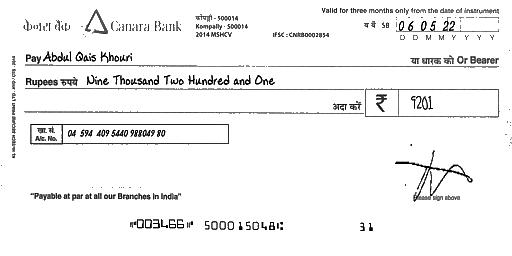 केनरा बैंक Canara Bank
कोंपल्ली - 500014
Kompally - 500014
2014 MSHCV
IFSC : CNRB0002854
Valid for three months only from the date of instrument
SB 06 05 22
D D M M Y Y Y Y
Pay Abdul Qais Khouri या धारक को Or Bearer
Rupees रुपये Nine Thousand Two Hundred and One
अदा करें ₹ 9201
खा. सं.
A/c. No. 04 594 409 5440 988049 80
Please sign above
"Payable at par at all our Branches in India"
⑈003466⑈ 500015048⑆ 31